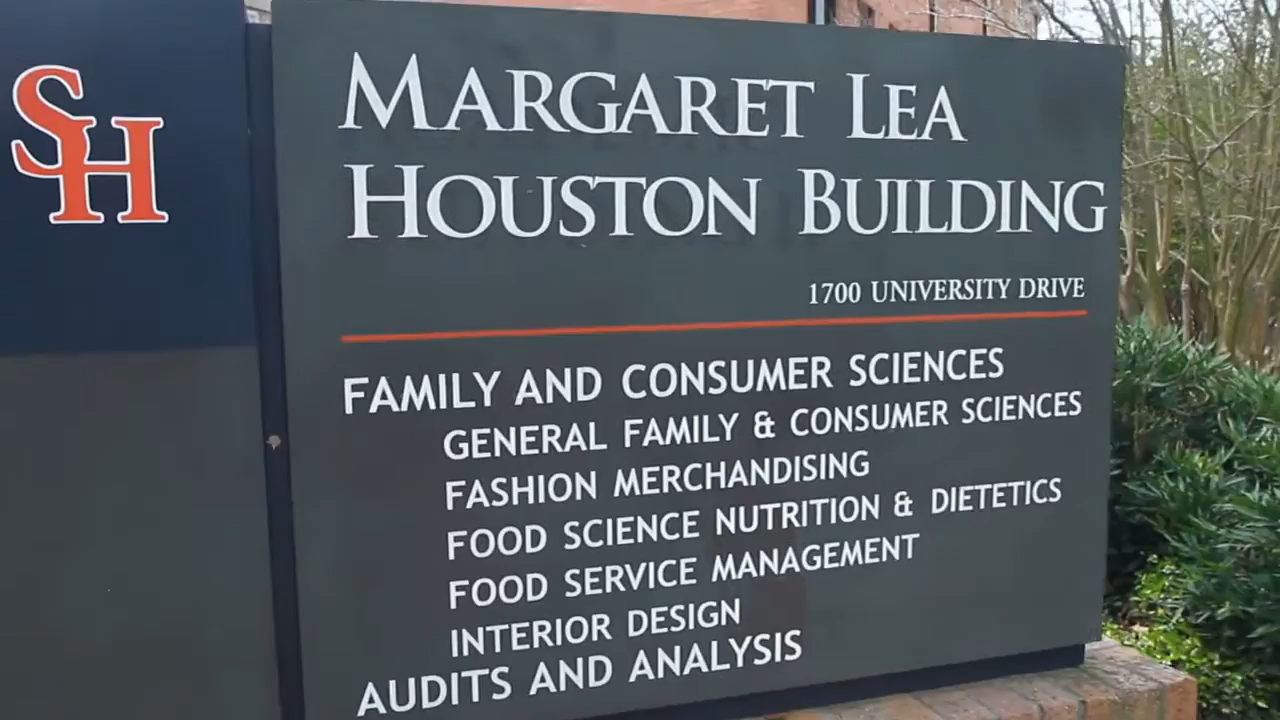 SH
MARGARET LEA
HOUSTON BUILDING
1700 UNIVERSITY DRIVE
FAMILY AND CONSUMER SCIENCES
GENERAL FAMILY & CONSUMER SCIENCES
FASHION MERCHANDISING
FOOD SCIENCE NUTRITION & DIETETICS
FOOD SERVICE MANAGEMENT
INTERIOR DESIGN
AUDITS AND ANALYSIS